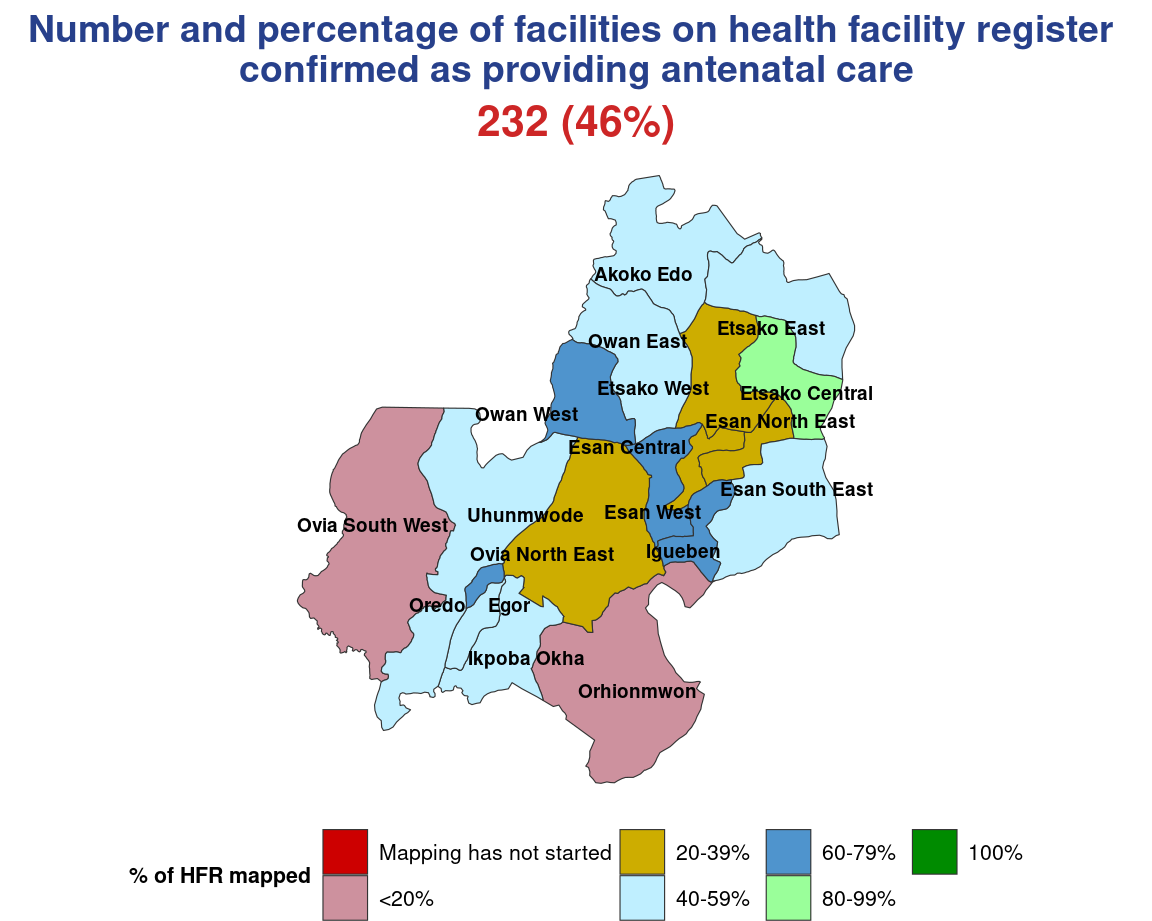 Number and percentage of facilities on health facility register
confirmed as providing antenatal care
232 (46%)
Akoko Edo
Etsako East
Owan East
Etsako West
Etsako Central
Owan West
Esan North East
Esan Central
Esan South East
Esan West
Uhunmwode
Ovia South West
Igueben
Ovia North East
Oredo
Egor
Ikpoba Okha
Orhionmwon
% of HFR mapped
Mapping has not started
<20%
20-39%
40-59%
60-79%
80-99%
100%